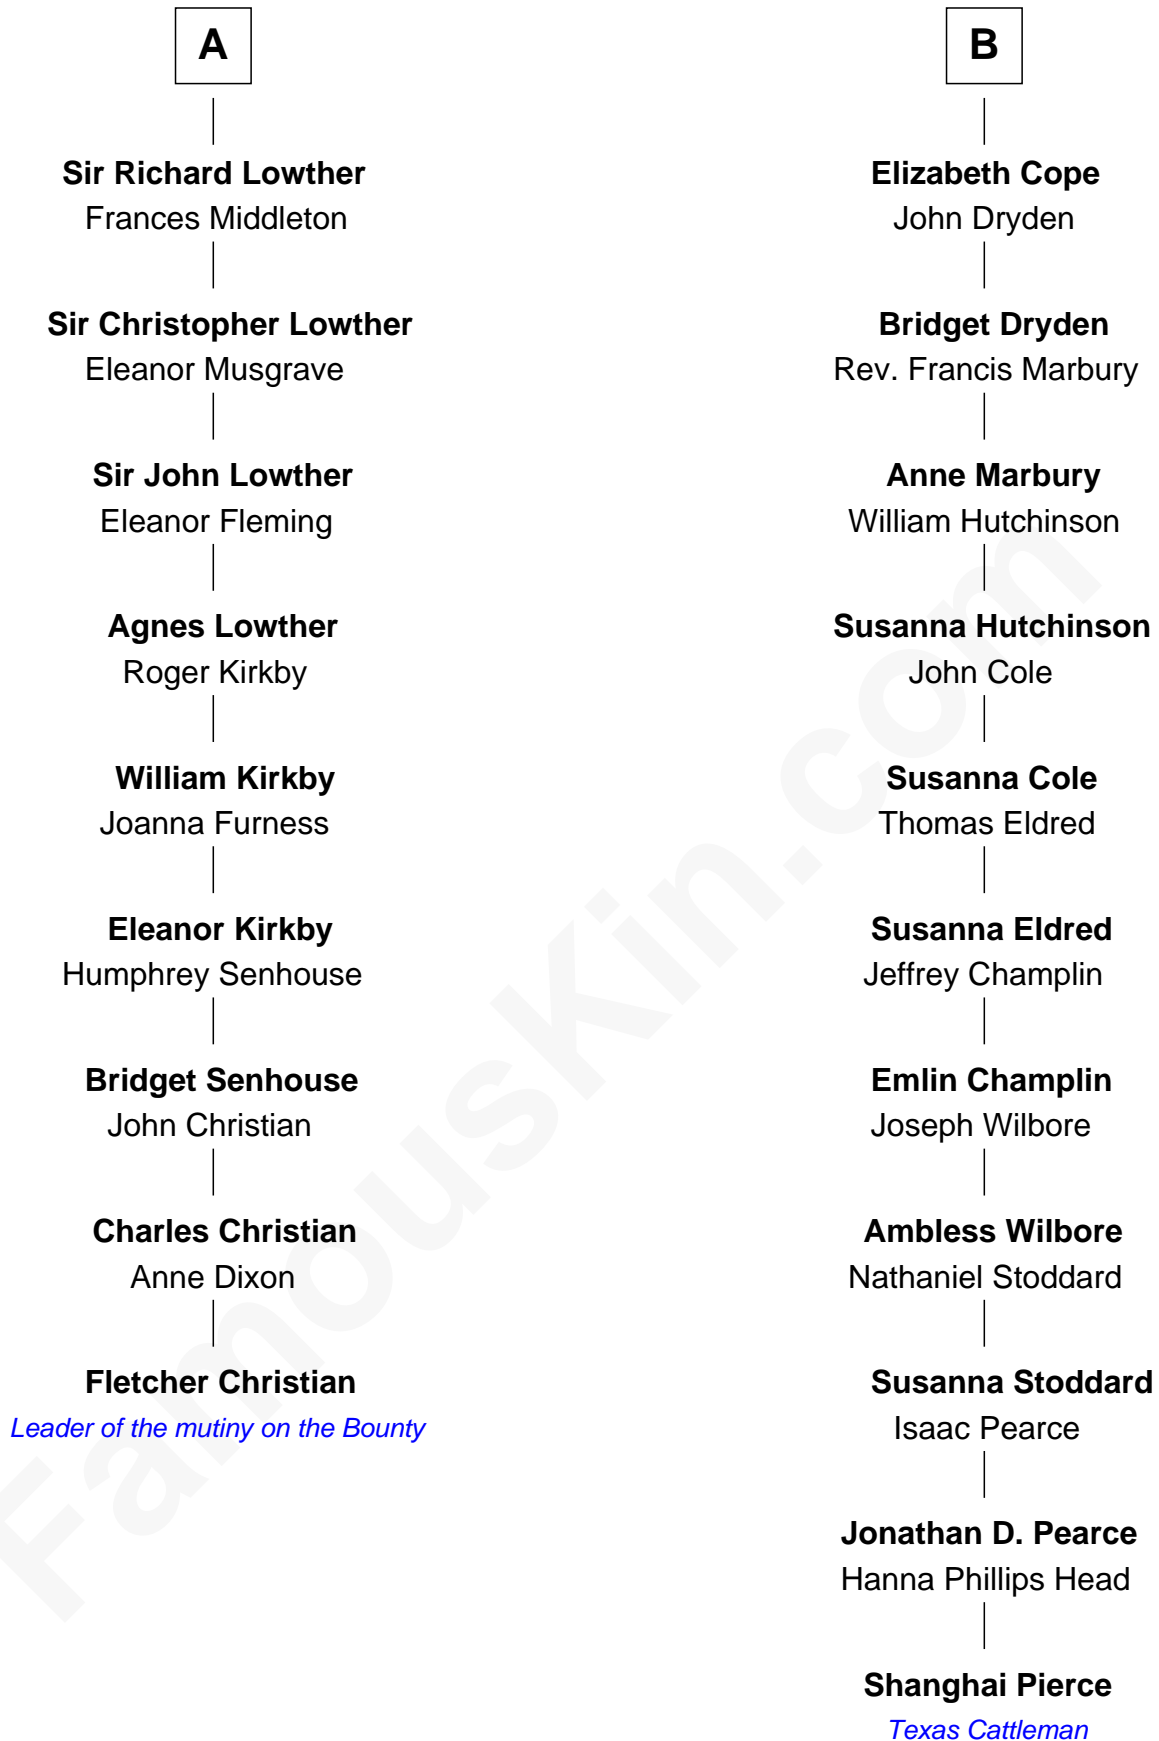 A
Sir Richard Lowther
Frances Middleton
Sir Christopher Lowther
Eleanor Musgrave
Sir John Lowther
Eleanor Fleming
Agnes Lowther
Roger Kirkby
William Kirkby
Joanna Furness
Eleanor Kirkby
Humphrey Senhouse
Bridget Senhouse
John Christian
Charles Christian
Anne Dixon
Fletcher Christian
Leader of the mutiny on the Bounty
B
Elizabeth Cope
John Dryden
Bridget Dryden
Rev. Francis Marbury
Anne Marbury
William Hutchinson
Susanna Hutchinson
John Cole
Susanna Cole
Thomas Eldred
Susanna Eldred
Jeffrey Champlin
Emlin Champlin
Joseph Wilbore
Ambless Wilbore
Nathaniel Stoddard
Susanna Stoddard
Isaac Pearce
Jonathan D. Pearce
Hanna Phillips Head
Shanghai Pierce
Texas Cattleman
FamousKin.com